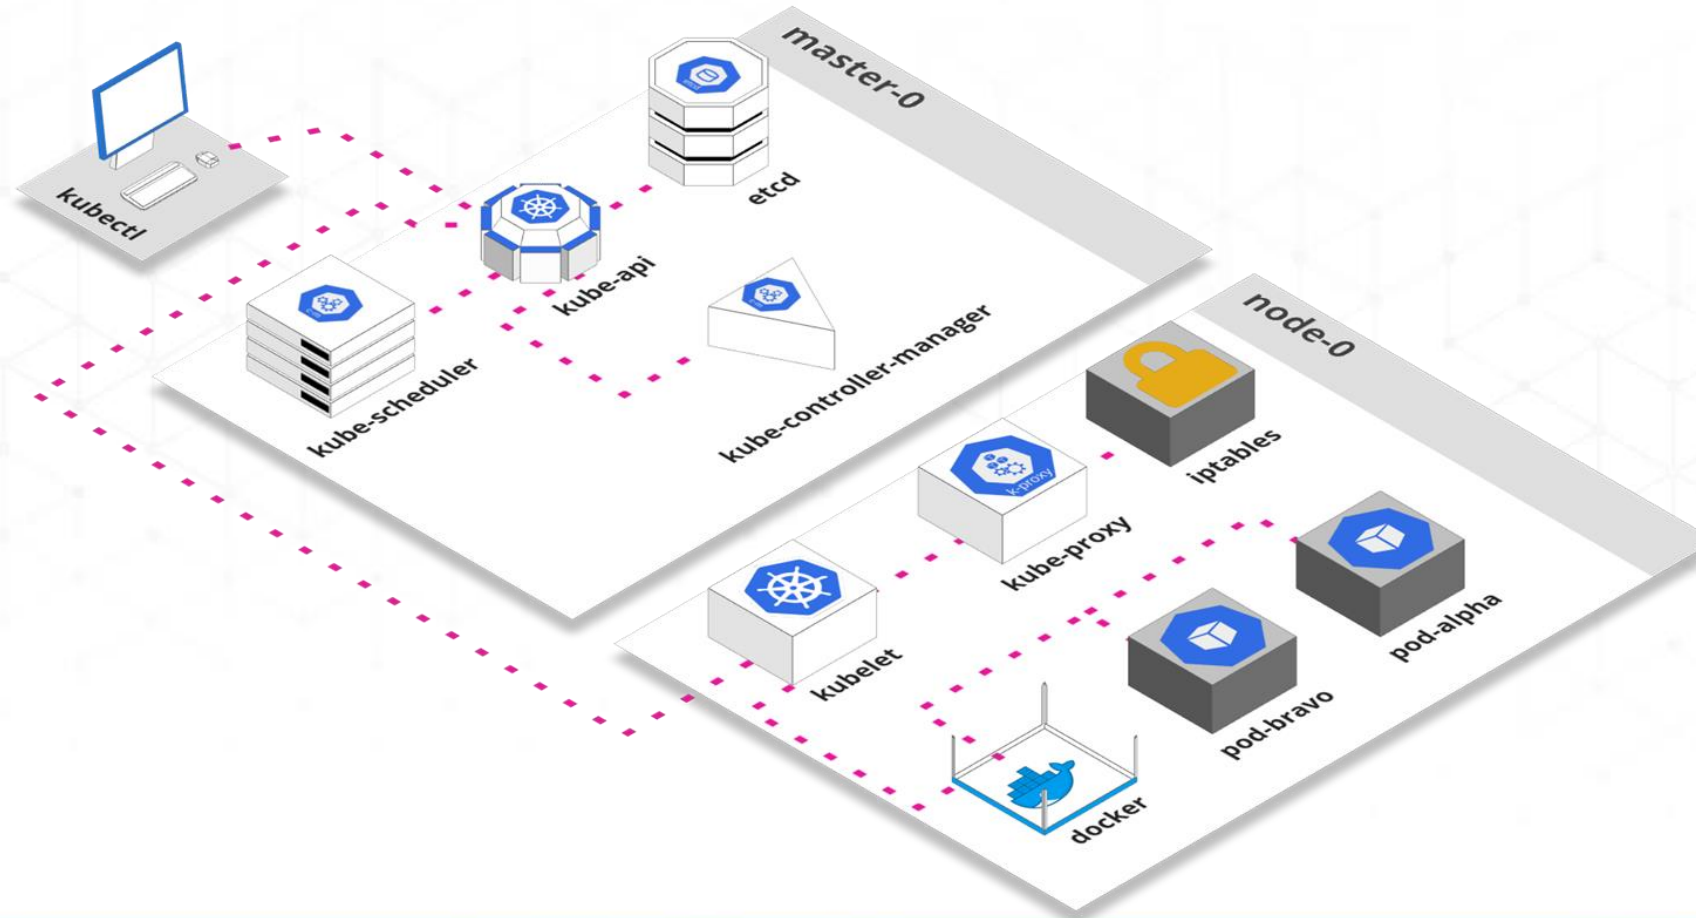 master-0
etcd
kubectl
kube-api
kube-scheduler
kube-controller-manager
node-0
iptables
k-proxy
kube-proxy
kubelet
pod-alpha
pod-bravo
docker